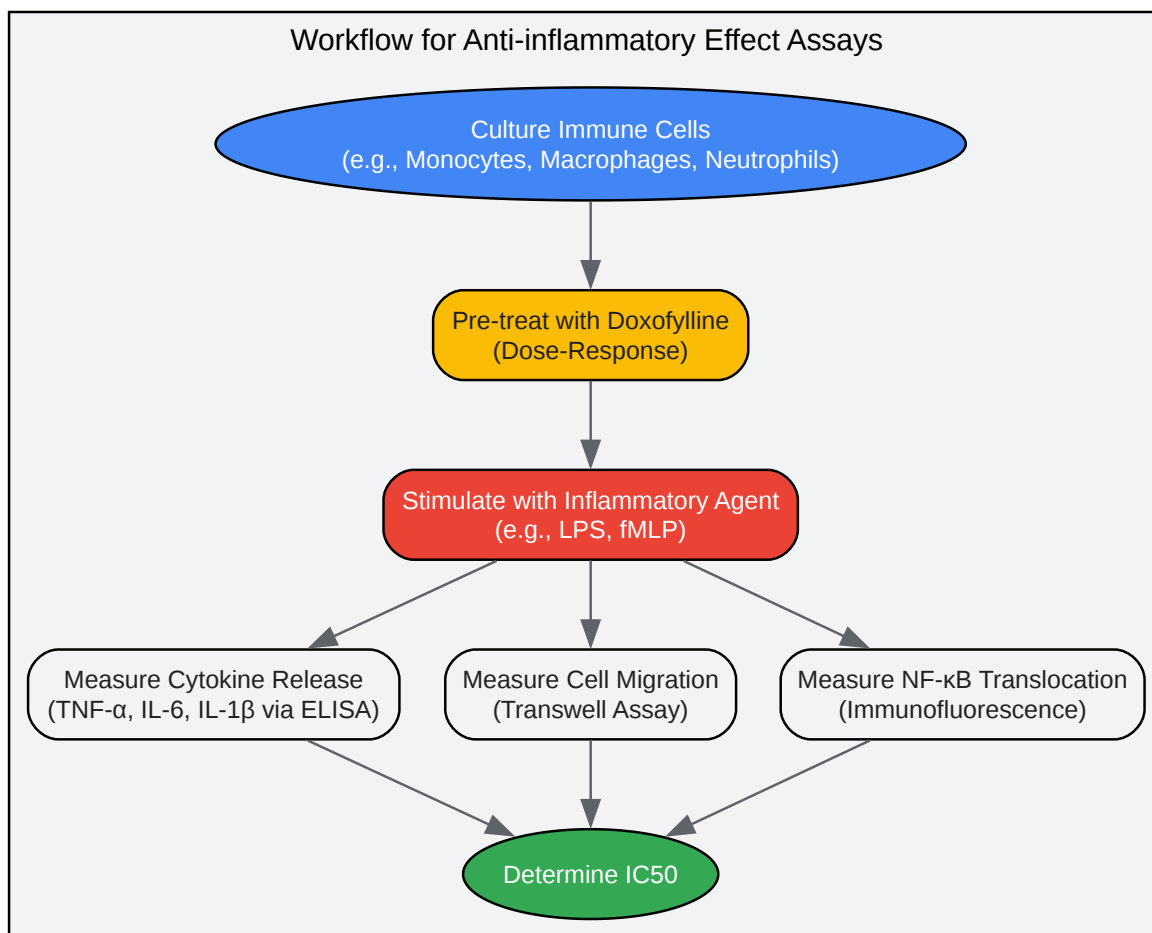 Workflow for Anti-inflammatory Effect Assays
Culture Immune Cells
(e.g., Monocytes, Macrophages, Neutrophils)
Pre-treat with Doxofylline
(Dose-Response)
Stimulate with Inflammatory Agent
(e.g., LPS, fMLP)
Measure Cytokine Release
(TNF-α, IL-6, IL-1β via ELISA)
Measure Cell Migration
(Transwell Assay)
Measure NF-κB Translocation
(Immunofluorescence)
Determine IC50